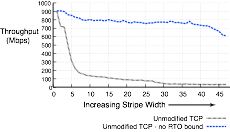 Throughput
(Mbps)
900
800
700
600
500
400
300
200
100
0
0 5 10 15 20 25 30 35 40 45
Increasing Stripe Width
Unmodified TCP
Unmodified TCP - no RTO bound